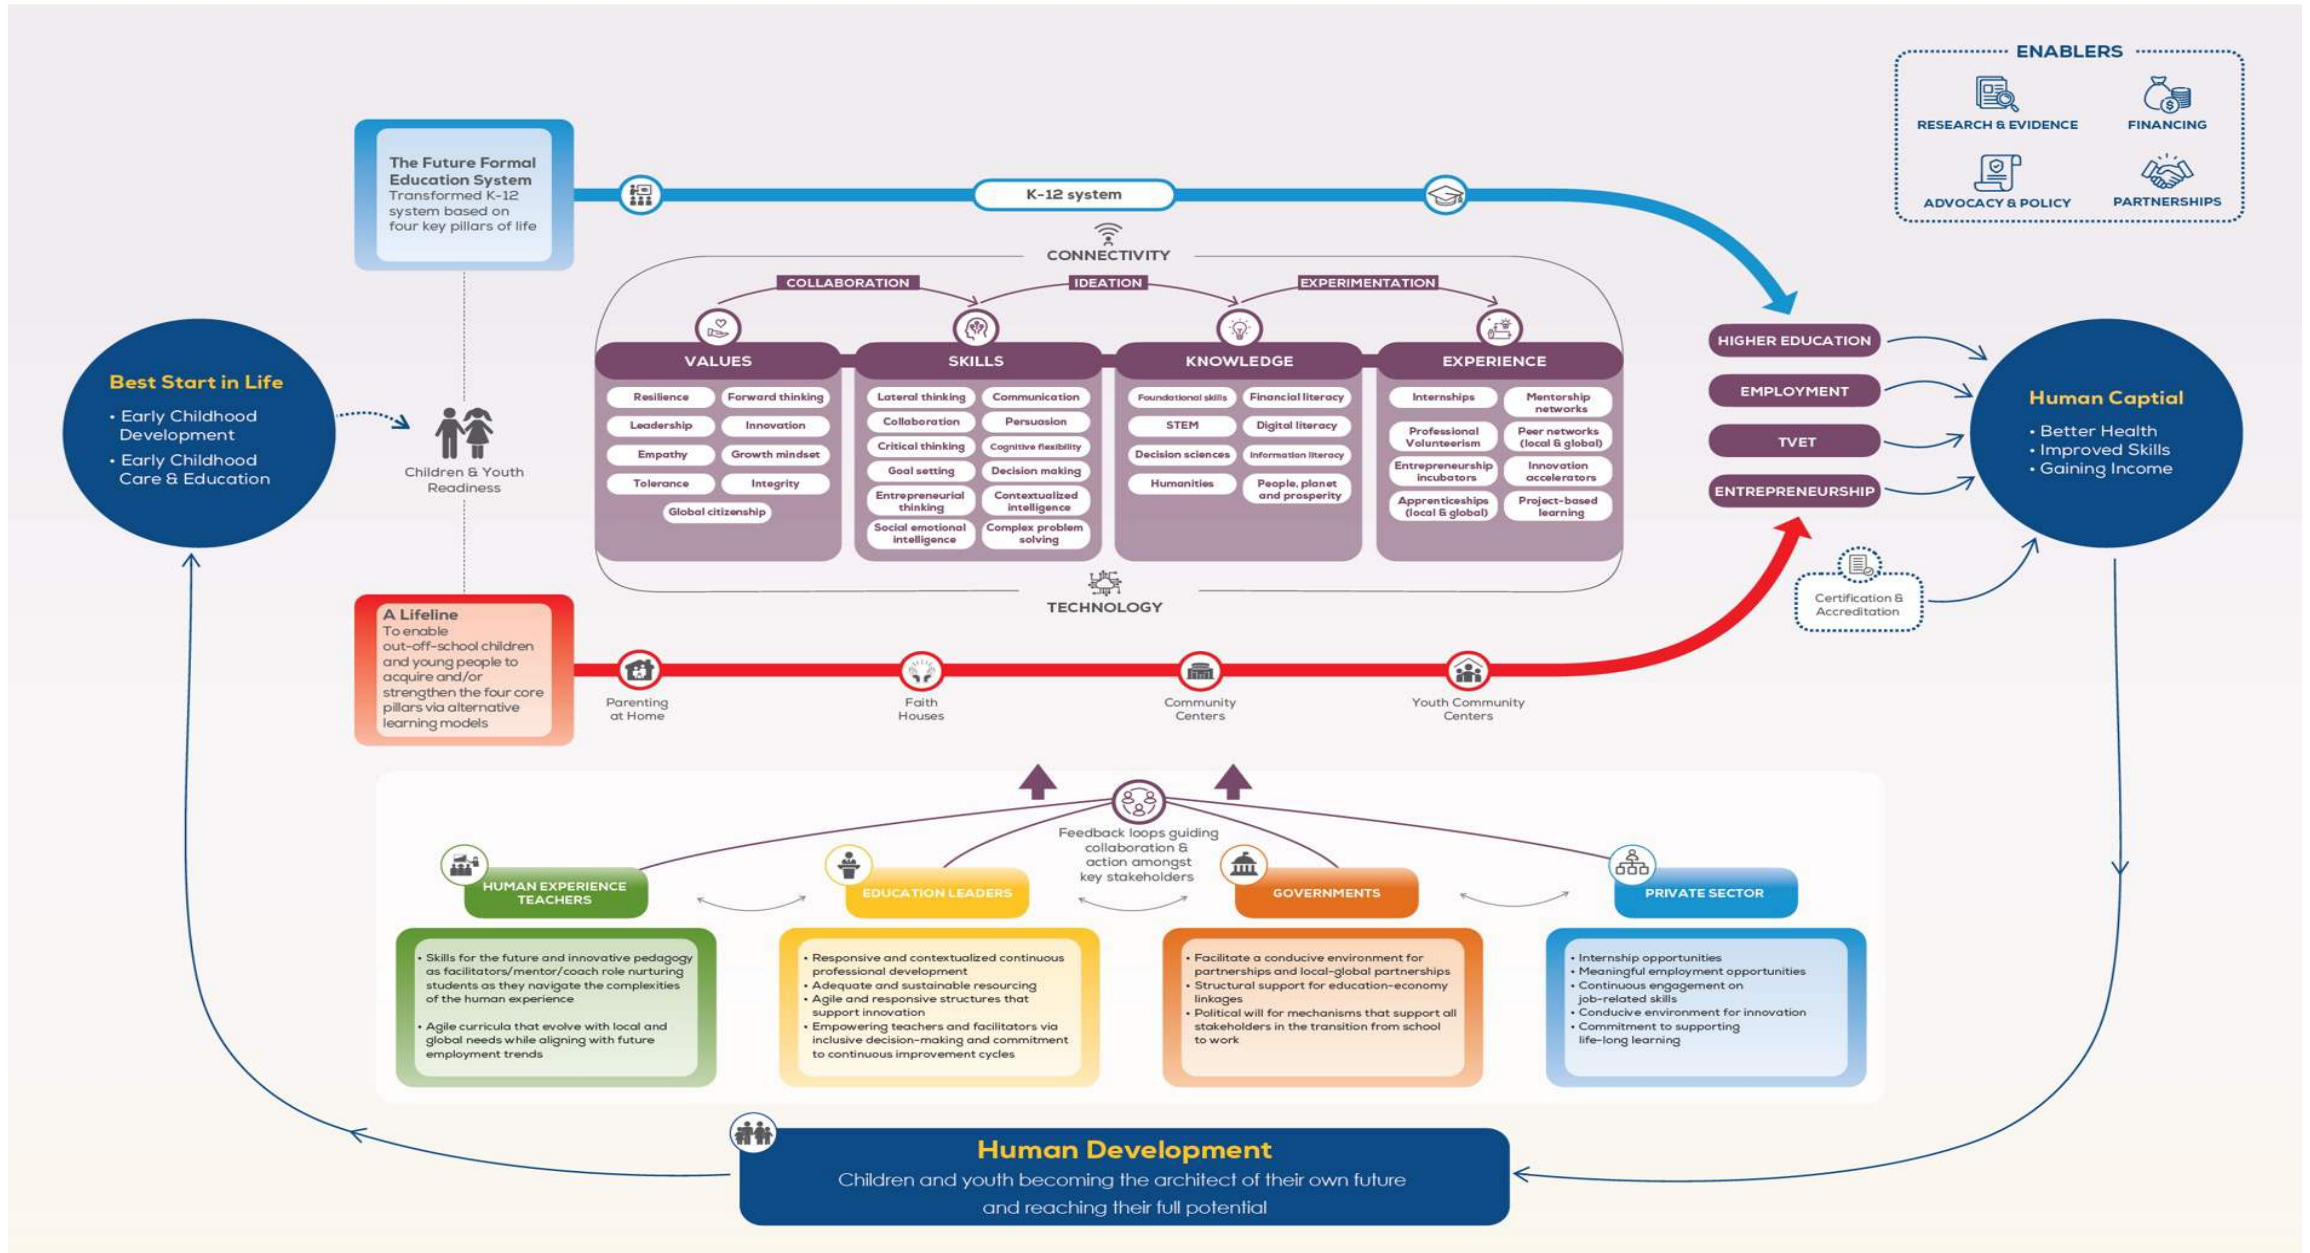 ENABLERS
RESEARCH & EVIDENCE
FINANCING
ADVOCACY & POLICY
PARTNERSHIPS
The Future Formal
Education System
Transformed K-12
system based on
four key pillars of life
K-12 system
CONNECTIVITY
COLLABORATION
IDEATION
EXPERIMENTATION
Best Start in Life
• Early Childhood
Development
• Early Childhood
Care & Education
Children & Youth
Readiness
VALUES
Resilience
Forward thinking
Leadership
Innovation
Empathy
Growth mindset
Tolerance
Integrity
Global citizenship
SKILLS
Lateral thinking
Communication
Collaboration
Persuasion
Critical thinking
Cognitive flexibility
Goal setting
Decision making
Entrepreneurial
thinking
Contextualized
intelligence
Social emotional
intelligence
Complex problem
solving
KNOWLEDGE
Foundational skills
Financial literacy
STEM
Digital literacy
Decision sciences
Information literacy
Humanities
People, planet
and prosperity
EXPERIENCE
Internships
Mentorship
networks
Professional
Volunteerism
Peer networks
(local & global)
Entrepreneurship
incubators
Innovation
accelerators
Apprenticeships
(local & global)
Project-based
learning
TECHNOLOGY
HIGHER EDUCATION
EMPLOYMENT
TVET
ENTREPRENEURSHIP
Human Captial
• Better Health
• Improved Skills
• Gaining Income
Certification &
Accreditation
A Lifeline
To enable
out-off-school children
and young people to
acquire and/or
strengthen the four core
pillars via alternative
learning models
Parenting
at Home
Faith
Houses
Community
Centers
Youth Community
Centers
Feedback loops guiding
collaboration &
action amongst
key stakeholders
HUMAN EXPERIENCE
TEACHERS
• Skills for the future and innovative pedagogy
as facilitators/mentor/coach role nurturing
students as they navigate the complexities
of the human experience
• Agile curricula that evolve with local and
global needs while aligning with future
employment trends
EDUCATION LEADERS
• Responsive and contextualized continuous
professional development
• Adequate and sustainable resourcing
• Agile and responsive structures that
support innovation
• Empowering teachers and facilitators via
inclusive decision-making and commitment
to continuous improvement cycles
GOVERNMENTS
• Facilitate a conducive environment for
partnerships and local-global partnerships
• Structural support for education-economy
linkages
• Political will for mechanisms that support all
stakeholders in the transition from school
to work
PRIVATE SECTOR
• Internship opportunities
• Meaningful employment opportunities
• Continuous engagement on
job-related skills
• Conducive environment for innovation
• Commitment to supporting
life-long learning
Human Development
Children and youth becoming the architect of their own future
and reaching their full potential